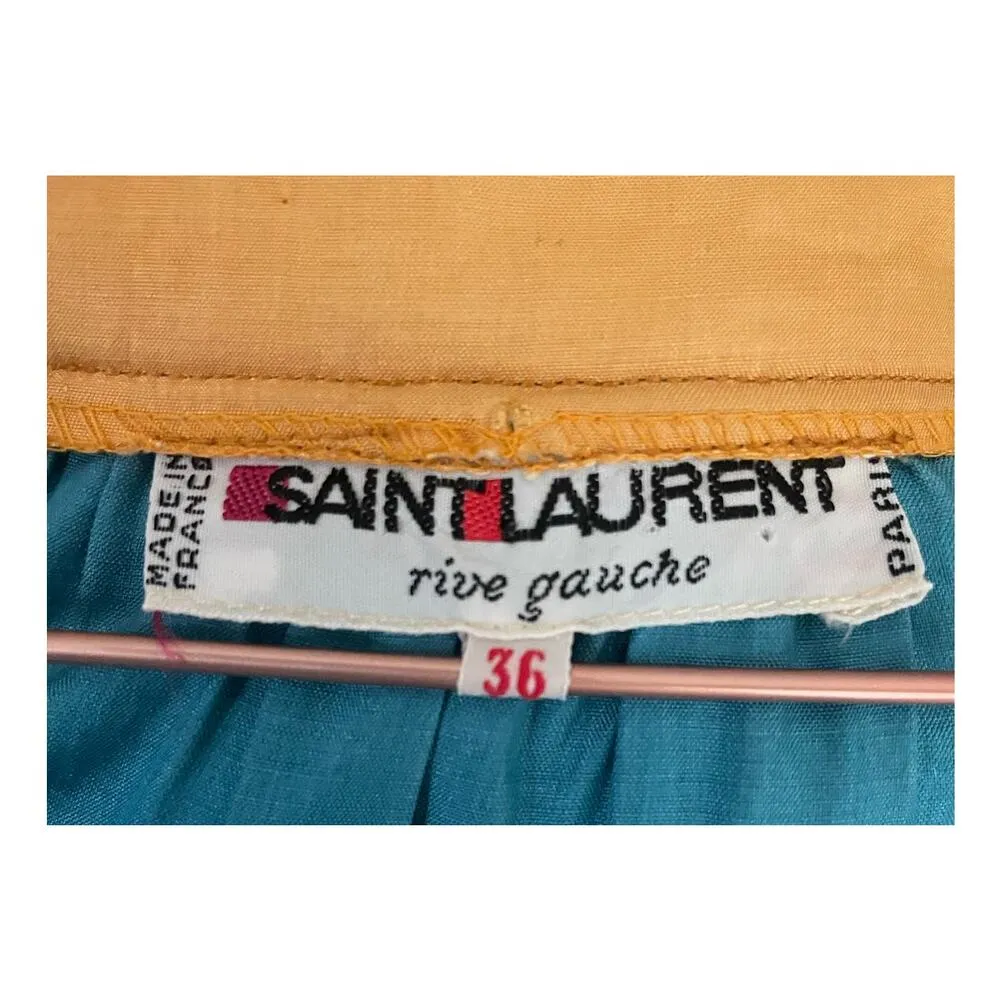 MADE IN
FRANCE
SAINT LAURENT
rive gauche
PARIS
36